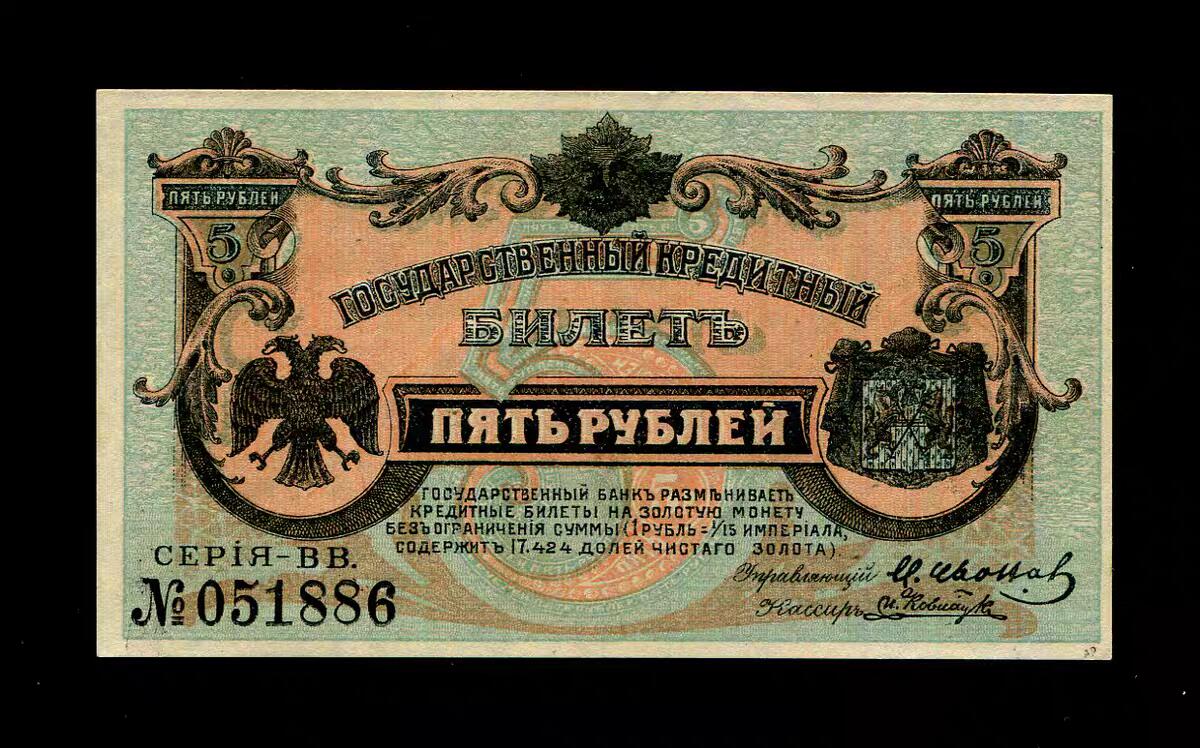 ПЯТЬ РУБЛЕЙ
ПЯТЬ РУБЛЕЙ
5
5
ГОСУДАРСТВЕННЫЙ КРЕДИТНЫЙ
БИЛЕТЪ
ПЯТЬ РУБЛЕЙ
ГОСУДАРСТВЕННЫЙ БАНКЪ РАЗМѢНИВАЕТЪ
КРЕДИТНЫЕ БИЛЕТЫ НА ЗОЛОТУЮ МОНЕТУ
БЕЗЪ ОГРАНИЧЕНІЯ СУММЫ (1 РУБЛЬ = 1/15 ИМПЕРІАЛА,
СОДЕРЖИТЪ 17.424 ДОЛЕЙ ЧИСТАГО ЗОЛОТА).
СЕРІЯ-ВВ.
№ 051886
Управляющій
Кассиръ